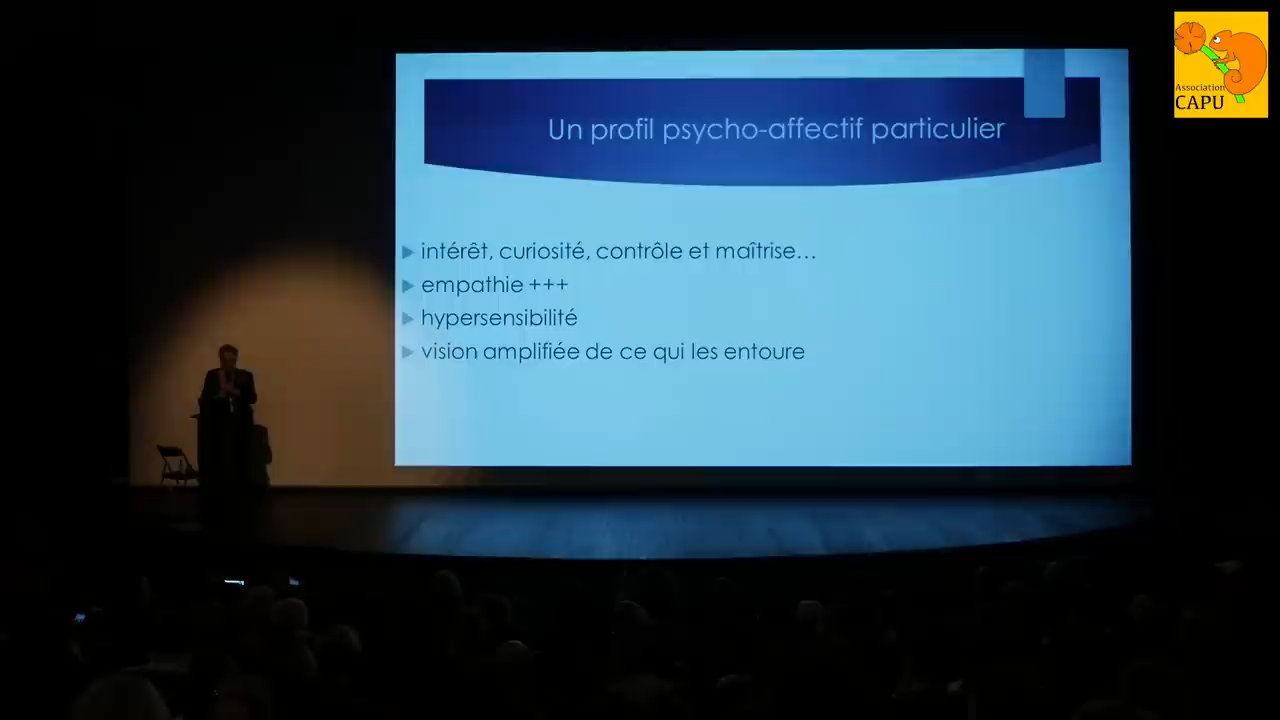 Un profil psycho-affectif particulier
intérêt, curiosité, contrôle et maîtrise…
empathie +++
hypersensibilité
vision amplifiée de ce qui les entoure
Association
CAPU